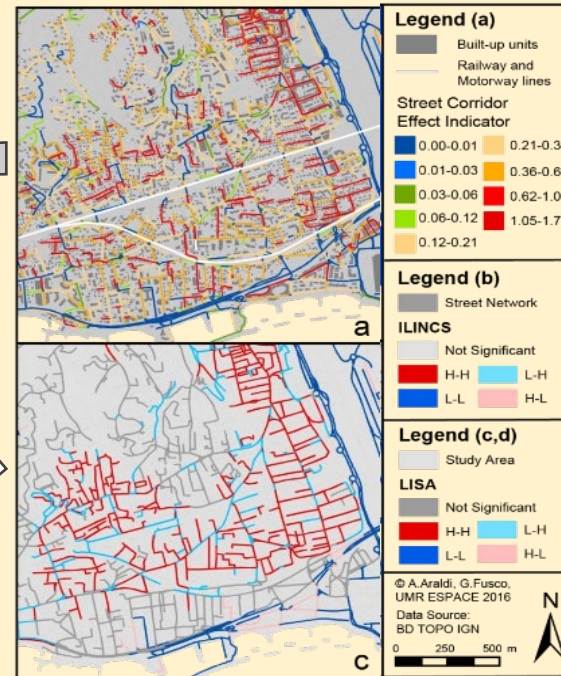 a
c
Legend (a)
Built-up units
Railway and
Motorway lines
Street Corridor
Effect Indicator
0.00-0.01 0.21-0.3
0.01-0.03 0.36-0.6
0.03-0.06 0.62-1.0
0.06-0.12 1.05-1.7
0.12-0.21
Legend (b)
Street Network
ILINCS
Not Significant
H-H L-H
L-L H-L
Legend (c,d)
Study Area
LISA
Not Significant
H-H L-H
L-L H-L
© A.Araldi, G.Fusco,
UMR ESPACE 2016
Data Source:
BD TOPO IGN
N
0 250 500 m